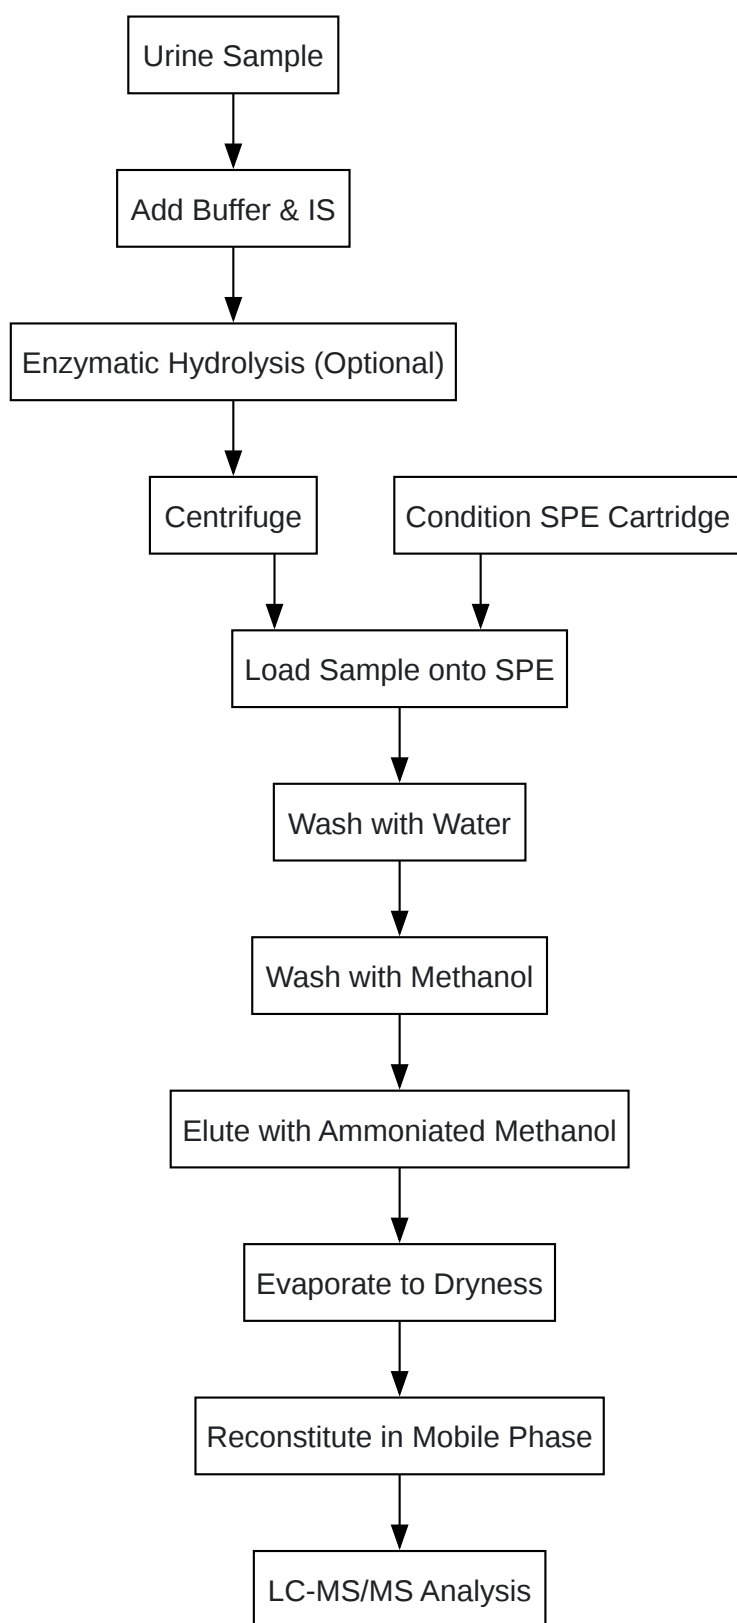 Urine Sample
Add Buffer & IS
Enzymatic Hydrolysis (Optional)
Centrifuge
Condition SPE Cartridge
Load Sample onto SPE
Wash with Water
Wash with Methanol
Elute with Ammoniated Methanol
Evaporate to Dryness
Reconstitute in Mobile Phase
LC-MS/MS Analysis